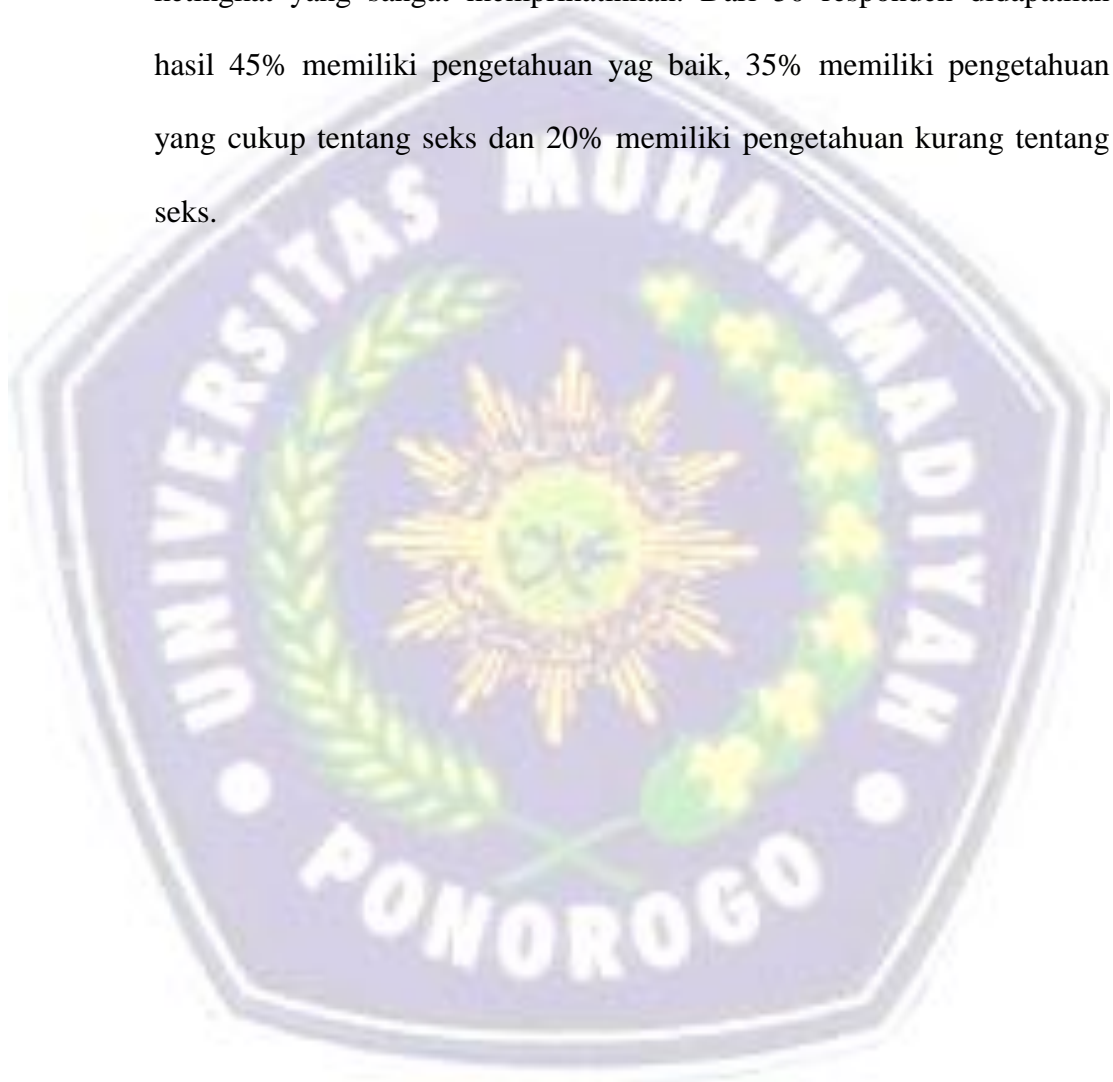 hasil 45% memiliki pengetahuan yag baik, 35% memiliki pengetahuan
yang cukup tentang seks dan 20% memiliki pengetahuan kurang tentang
seks.
UNIVERSITAS MUHAMMADIYAH
PONOROGO